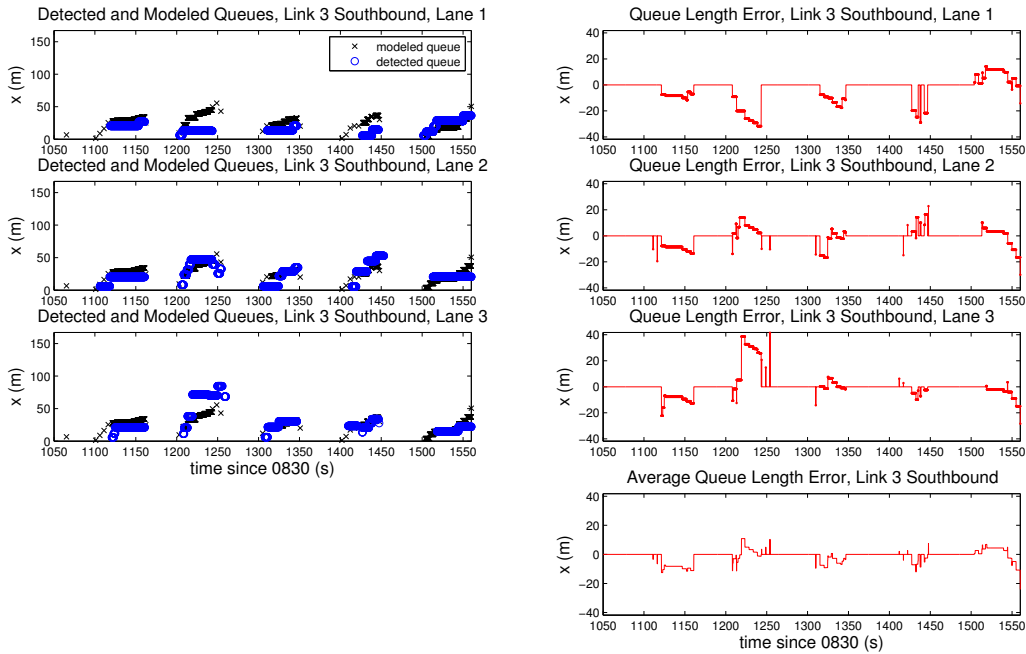 Detected and Modeled Queues, Link 3 Southbound, Lane 1
x (m)
150
100
50
0
modeled queue
detected queue
1050 1100 1150 1200 1250 1300 1350 1400 1450 1500 1550
Detected and Modeled Queues, Link 3 Southbound, Lane 2
x (m)
150
100
50
0
1050 1100 1150 1200 1250 1300 1350 1400 1450 1500 1550
Detected and Modeled Queues, Link 3 Southbound, Lane 3
x (m)
150
100
50
0
1050 1100 1150 1200 1250 1300 1350 1400 1450 1500 1550
time since 0830 (s)
Queue Length Error, Link 3 Southbound, Lane 1
x (m)
40
20
0
−20
−40
1050 1100 1150 1200 1250 1300 1350 1400 1450 1500 1550
Queue Length Error, Link 3 Southbound, Lane 2
x (m)
40
20
0
−20
−40
1050 1100 1150 1200 1250 1300 1350 1400 1450 1500 1550
Queue Length Error, Link 3 Southbound, Lane 3
x (m)
40
20
0
−20
−40
1050 1100 1150 1200 1250 1300 1350 1400 1450 1500 1550
Average Queue Length Error, Link 3 Southbound
x (m)
40
20
0
−20
−40
1050 1100 1150 1200 1250 1300 1350 1400 1450 1500 1550
time since 0830 (s)